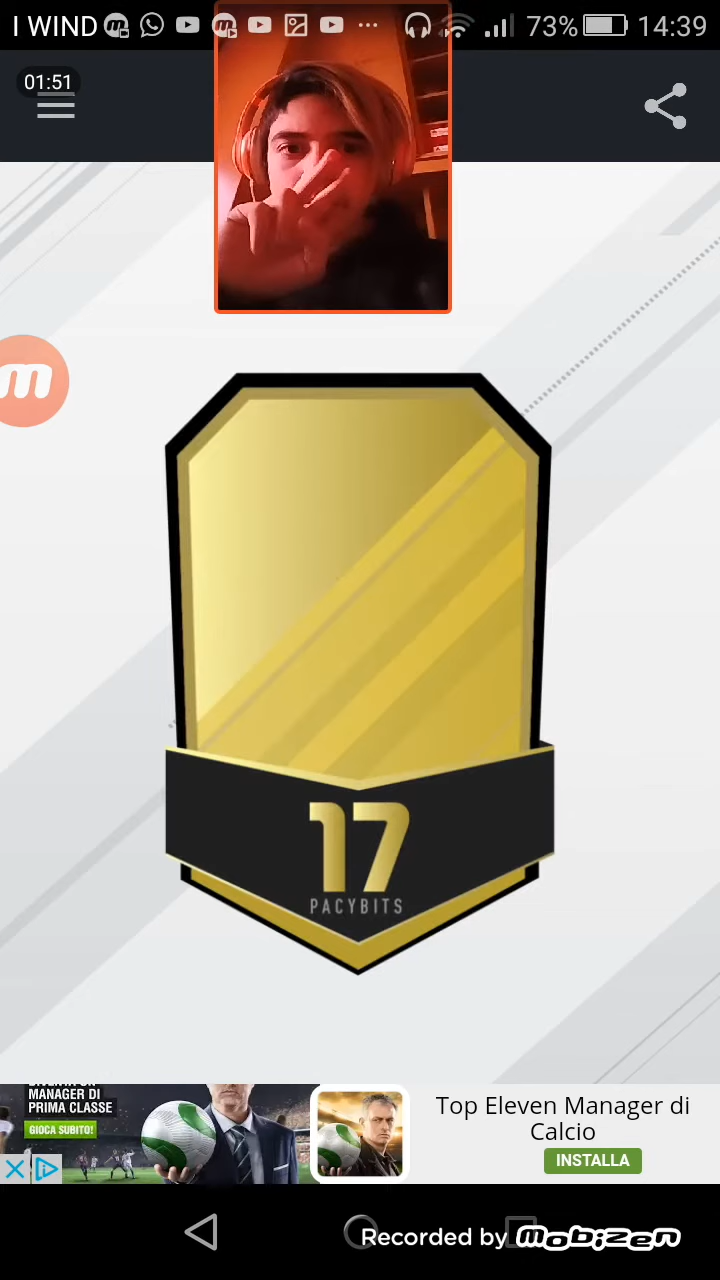 I WIND 73% 14:39
01:51
m
17
PACYBITS
MANAGER DI
PRIMA CLASSE
GIOCA SUBITO!
Top Eleven Manager di
Calcio
INSTALLA
Recorded by mobizen